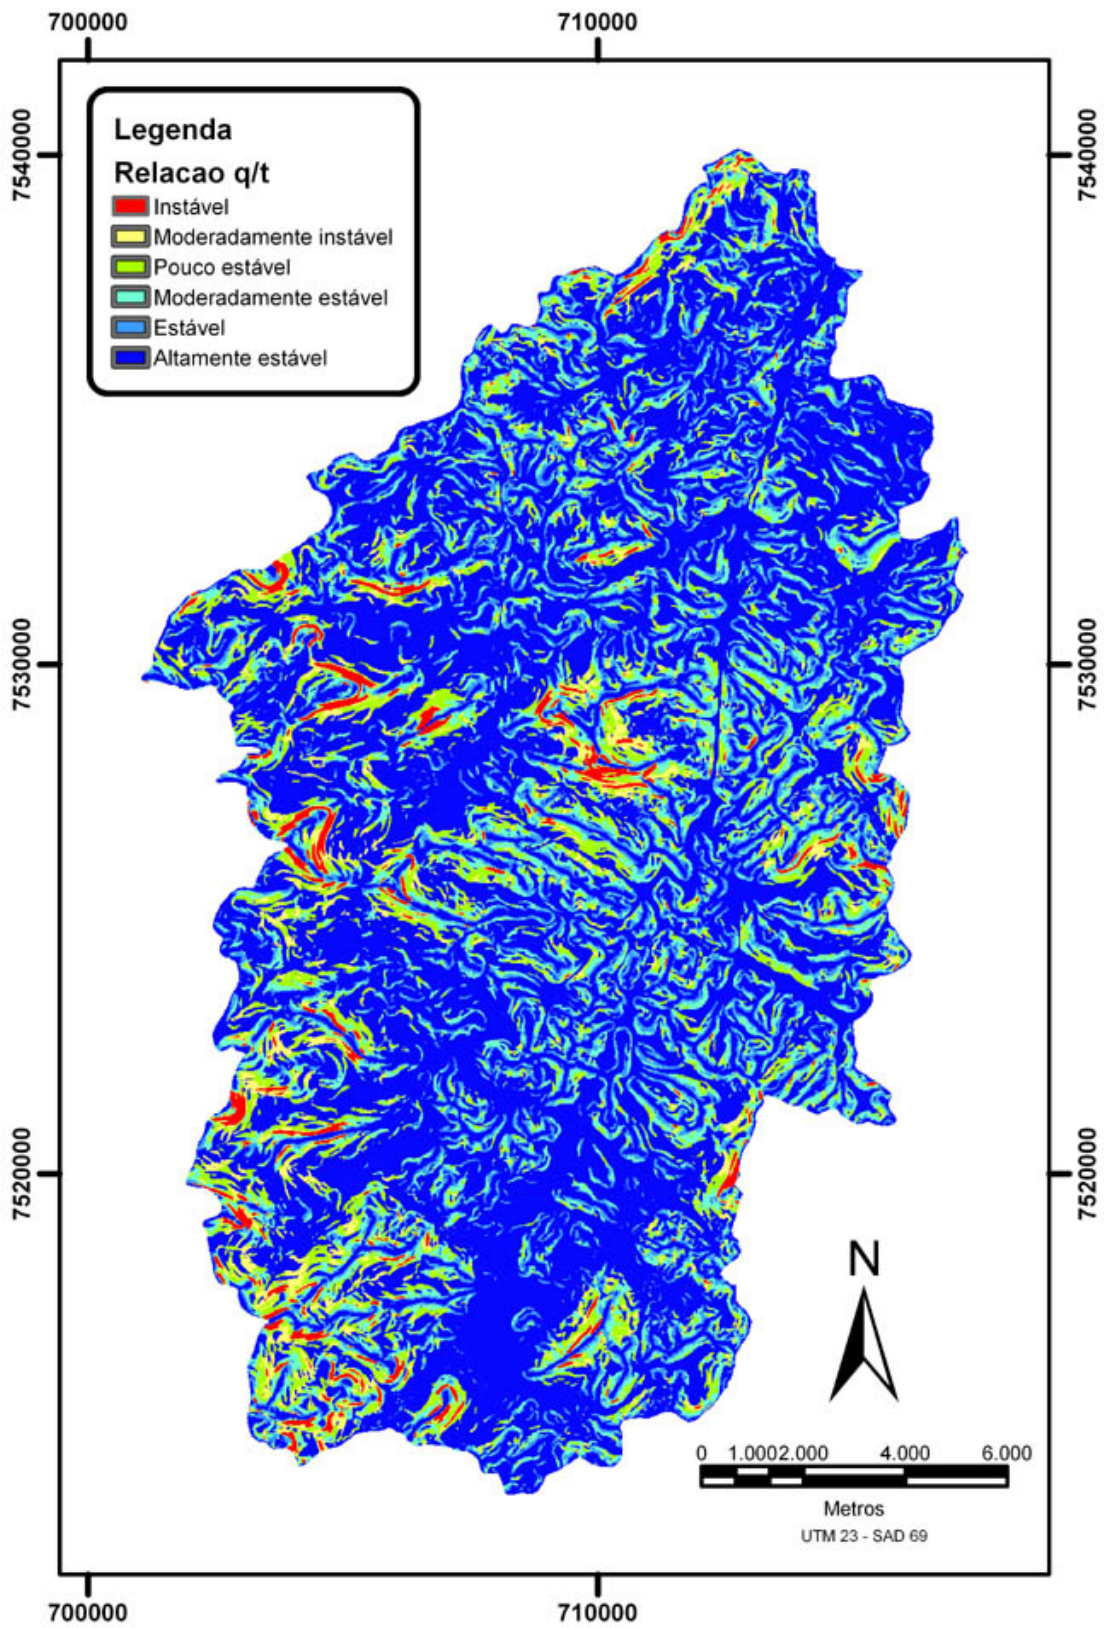 700000 710000
Legenda
Relacao q/t
Instável
Moderadamente instável
Pouco estável
Moderadamente estável
Estável
Altamente estável
7540000 7540000
7530000 7530000
7520000 7520000
N
0 1.000 2.000 4.000 6.000
Metros
UTM 23 - SAD 69
700000 710000